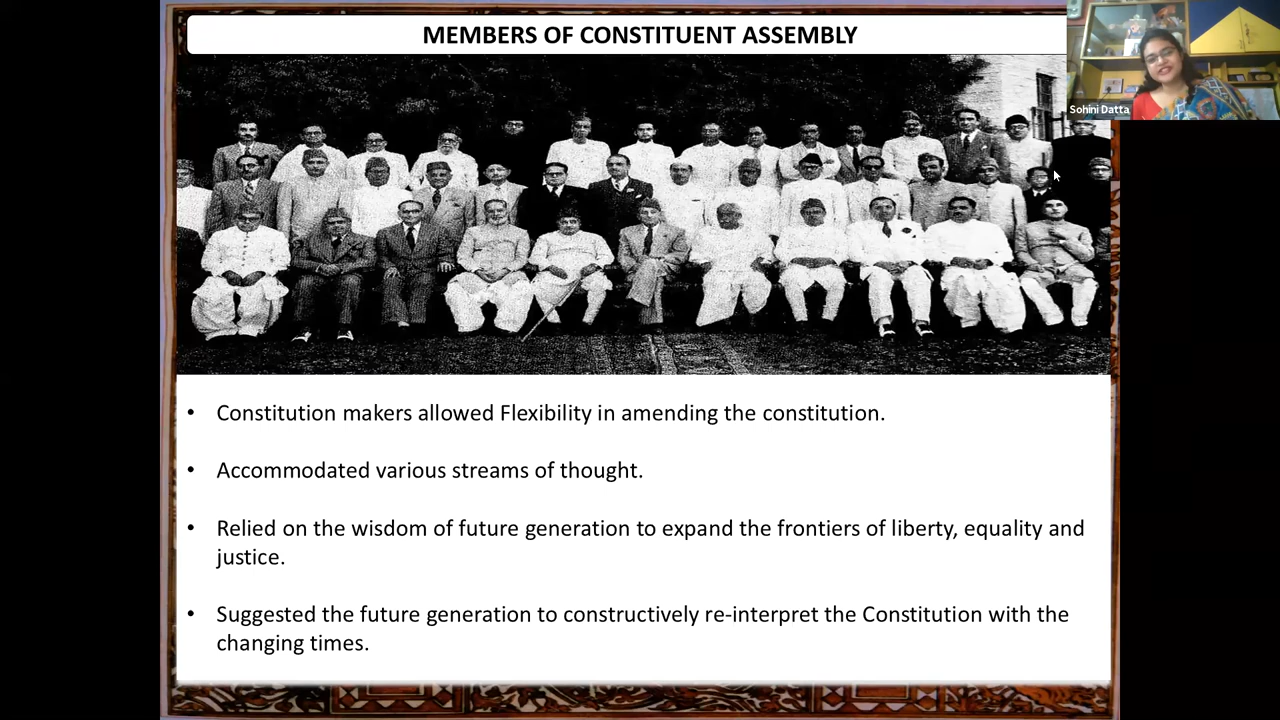 MEMBERS OF CONSTITUENT ASSEMBLY
Sohini Datta
• Constitution makers allowed Flexibility in amending the constitution.
• Accommodated various streams of thought.
• Relied on the wisdom of future generation to expand the frontiers of liberty, equality and
justice.
• Suggested the future generation to constructively re-interpret the Constitution with the
changing times.